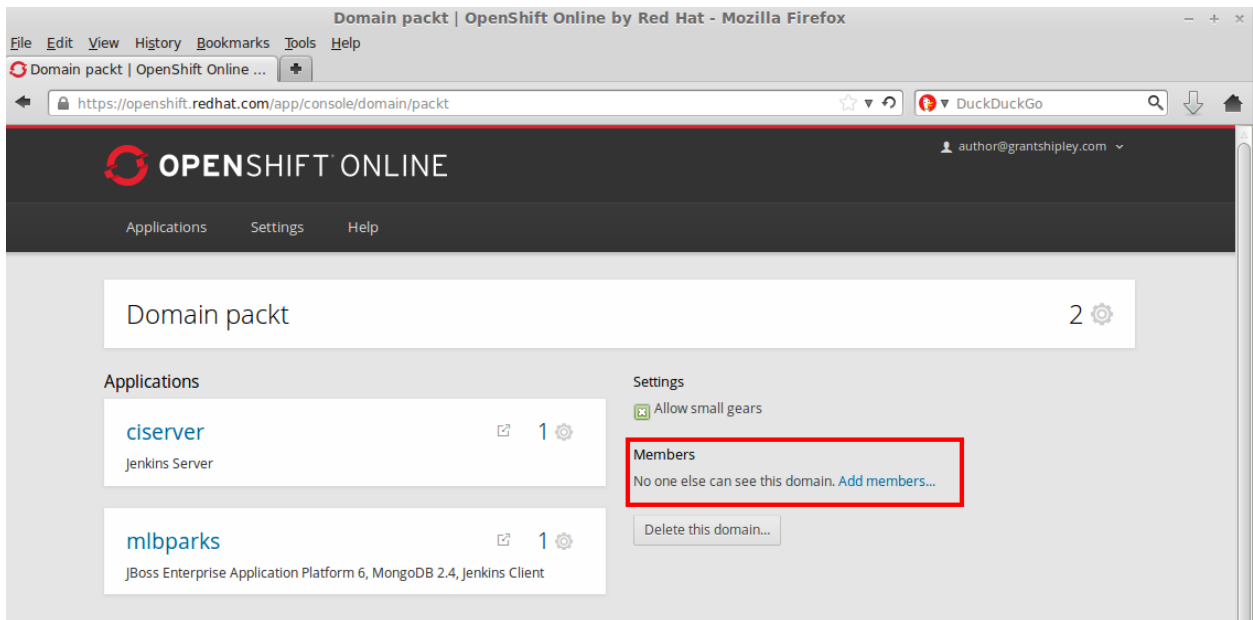 Domain packt | OpenShift Online by Red Hat - Mozilla Firefox
File Edit View History Bookmarks Tools Help
Domain packt | OpenShift Online ...
https://openshift.redhat.com/app/console/domain/packt
DuckDuckGo
OPENSHIFT ONLINE
author@grantshipley.com
Applications Settings Help
Domain packt 2
Applications
ciserver 1
Jenkins Server
mlbparks 1
JBoss Enterprise Application Platform 6, MongoDB 2.4, Jenkins Client
Settings
Allow small gears
Members
No one else can see this domain. Add members...
Delete this domain...